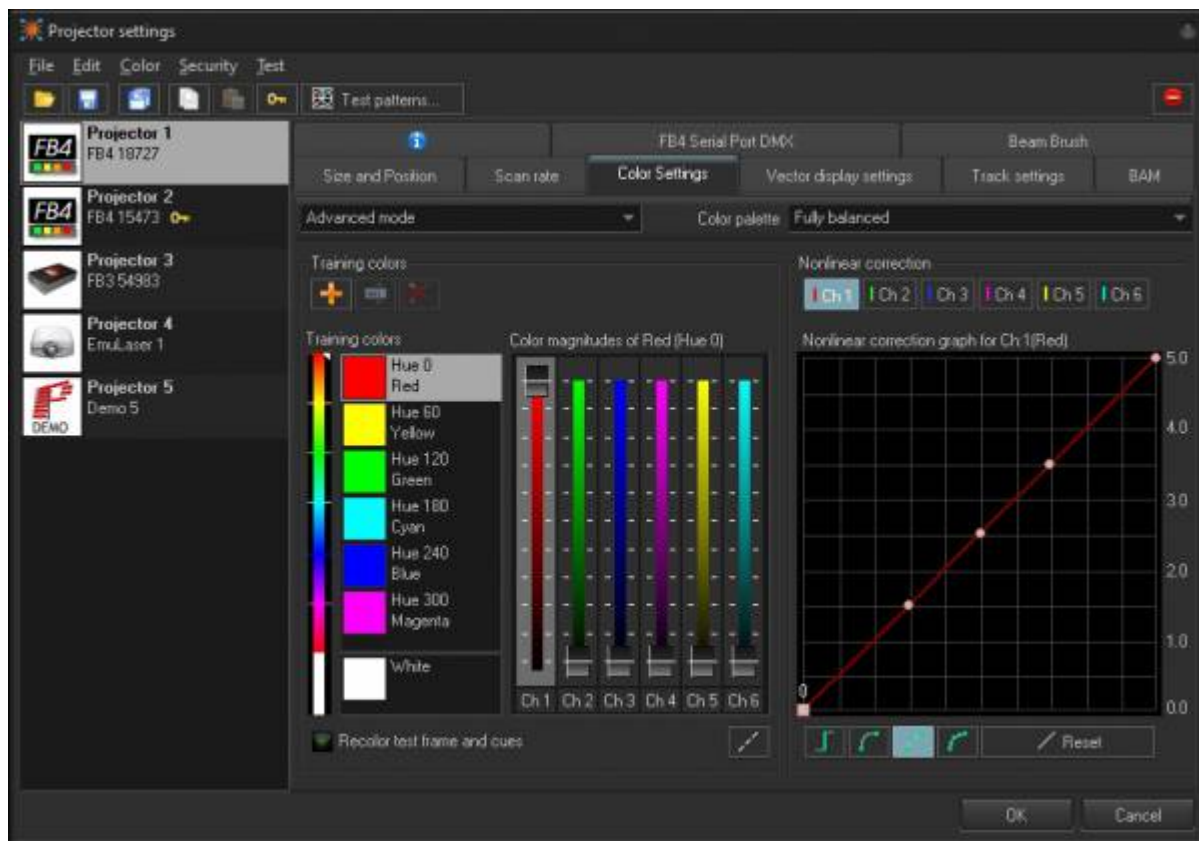 Projector settings
File Edit Color Security Test
Test patterns...
FB4
Projector 1
FB4 18727
FB4
Projector 2
FB4 15473
Projector 3
FB3 54983
Projector 4
EmuLaser 1
DEMO
Projector 5
Demo 5
FB4 Serial Port DMX Beam Brush
Size and Position Scan rate Color Settings Vector display settings Track settings BAM
Advanced mode Color palette Fully balanced
Training colors
Training colors
Hue 0
Red
Hue 60
Yellow
Hue 120
Green
Hue 180
Cyan
Hue 240
Blue
Hue 300
Magenta
White
Color magnitudes of Red (Hue 0)
Ch 1 Ch 2 Ch 3 Ch 4 Ch 5 Ch 6
Recolor test frame and cues
Nonlinear correction
Ch 1 Ch 2 Ch 3 Ch 4 Ch 5 Ch 6
Nonlinear correction graph for Ch:1(Red)
5.0
4.0
3.0
2.0
1.0
0.0
0
Reset
OK Cancel